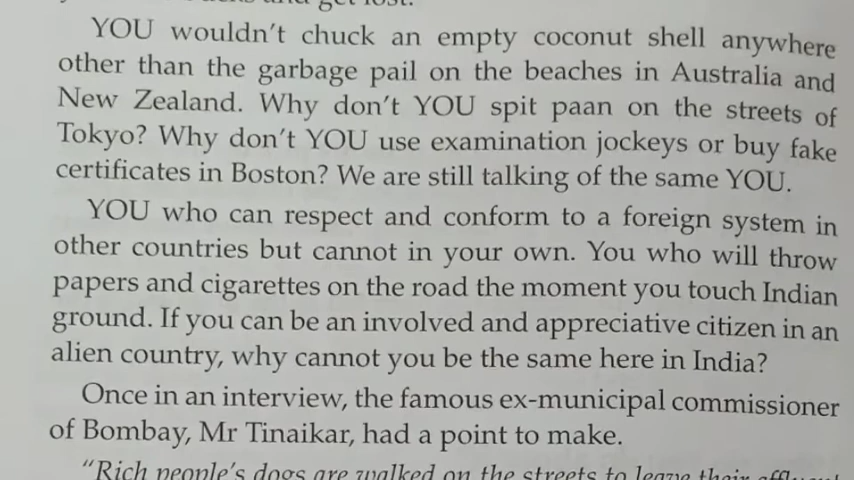 and get lost.
YOU wouldn't chuck an empty coconut shell anywhere
other than the garbage pail on the beaches in Australia and
New Zealand. Why don't YOU spit paan on the streets of
Tokyo? Why don't YOU use examination jockeys or buy fake
certificates in Boston? We are still talking of the same YOU.
YOU who can respect and conform to a foreign system in
other countries but cannot in your own. You who will throw
papers and cigarettes on the road the moment you touch Indian
ground. If you can be an involved and appreciative citizen in an
alien country, why cannot you be the same here in India?
Once in an interview, the famous ex-municipal commissioner
of Bombay, Mr Tinaikar, had a point to make.
"Rich people's dogs are walked on the streets to leave their